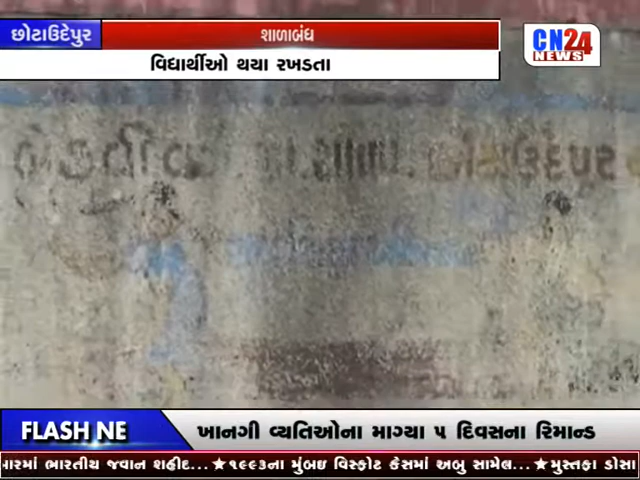 છોટાઉદેપુર
શાળાબંધ
CN24
NEWS
વિદ્યાર્થીઓ થયા રખડતા
છોટાઉદેપુર
FLASH NE
ખાનગી વ્યતિઓના માગ્યા ૫ દિવસના રિમાન્ડ
નારમાં ભારતીય જવાન શહીદ...★૧૯૯૩ના મુંબઇ વિસ્ફોટ કેસમાં અબુ સામેલ...★મુસ્તફા ડોસા